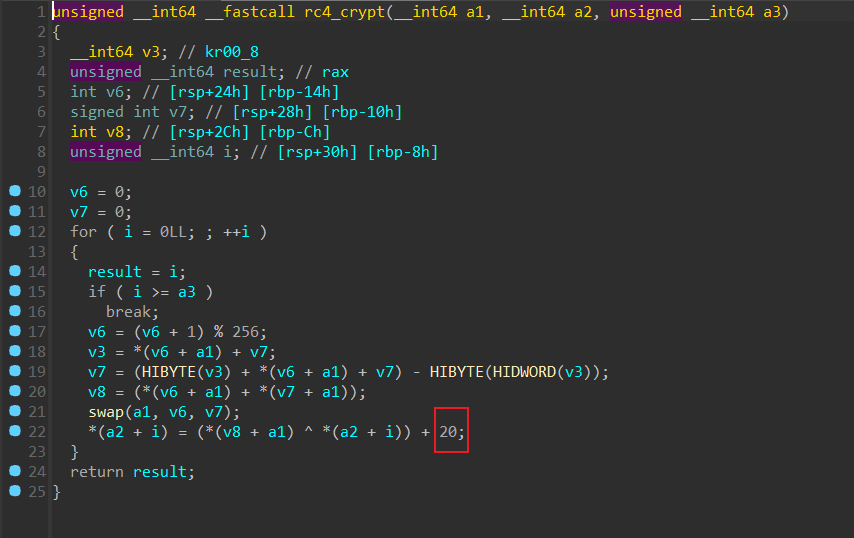 1 unsigned __int64 __fastcall rc4_crypt(__int64 a1, __int64 a2, unsigned __int64 a3)
2 {
3   __int64 v3; // kr00_8
4   unsigned __int64 result; // rax
5   int v6; // [rsp+24h] [rbp-14h]
6   signed int v7; // [rsp+28h] [rbp-10h]
7   int v8; // [rsp+2Ch] [rbp-Ch]
8   unsigned __int64 i; // [rsp+30h] [rbp-8h]
9
10   v6 = 0;
11   v7 = 0;
12   for ( i = 0LL; ; ++i )
13   {
14     result = i;
15     if ( i >= a3 )
16       break;
17     v6 = (v6 + 1) % 256;
18     v3 = *(v6 + a1) + v7;
19     v7 = (HIBYTE(v3) + *(v6 + a1) + v7) - HIBYTE(HIDWORD(v3));
20     v8 = (*(v6 + a1) + *(v7 + a1));
21     swap(a1, v6, v7);
22     *(a2 + i) = (*(v8 + a1) ^ *(a2 + i)) + 20;
23   }
24   return result;
25 }